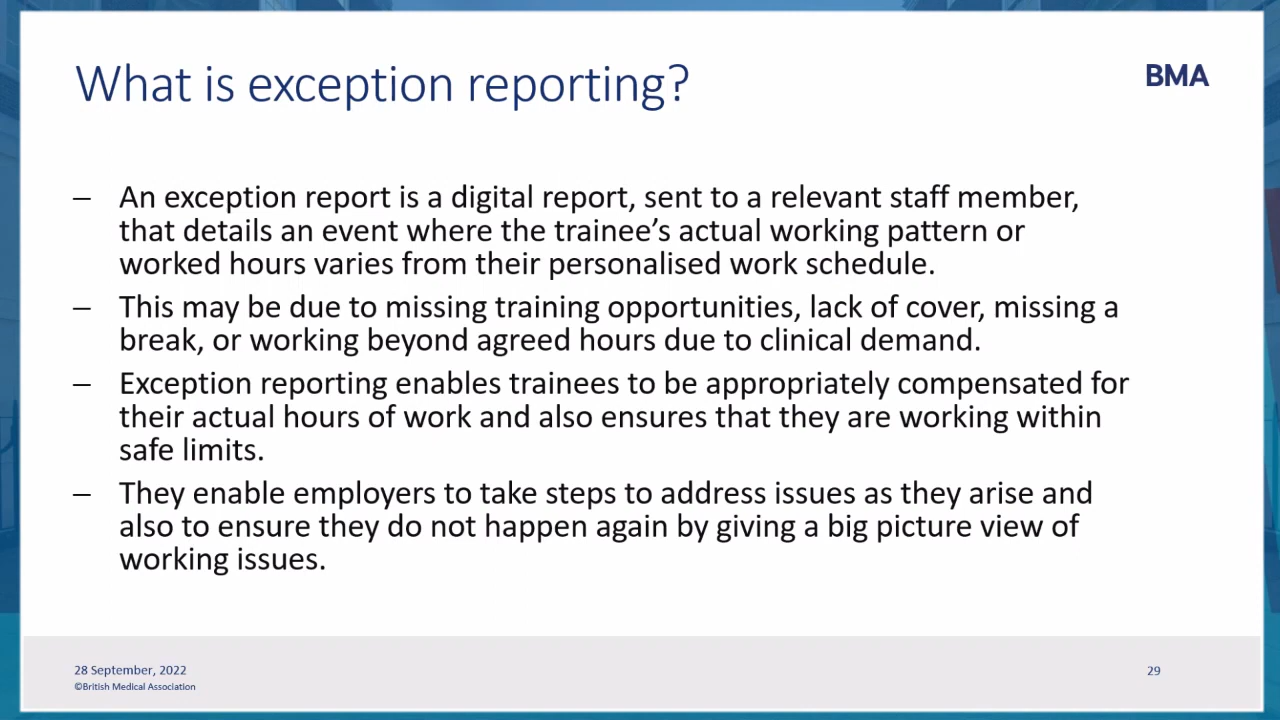 What is exception reporting?
BMA
– An exception report is a digital report, sent to a relevant staff member,
that details an event where the trainee’s actual working pattern or
worked hours varies from their personalised work schedule.
– This may be due to missing training opportunities, lack of cover, missing a
break, or working beyond agreed hours due to clinical demand.
– Exception reporting enables trainees to be appropriately compensated for
their actual hours of work and also ensures that they are working within
safe limits.
– They enable employers to take steps to address issues as they arise and
also to ensure they do not happen again by giving a big picture view of
working issues.
28 September, 2022
©British Medical Association
29